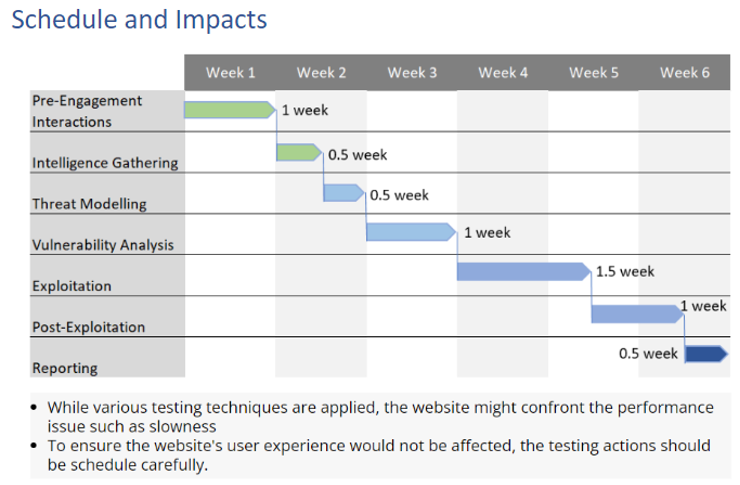 Schedule and Impacts
Week 1 Week 2 Week 3 Week 4 Week 5 Week 6
Pre-Engagement
Interactions
1 week
Intelligence Gathering
0.5 week
Threat Modelling
0.5 week
Vulnerability Analysis
1 week
Exploitation
1.5 week
Post-Exploitation
1 week
Reporting
0.5 week
• While various testing techniques are applied, the website might confront the performance
issue such as slowness
• To ensure the website's user experience would not be affected, the testing actions should
be schedule carefully.